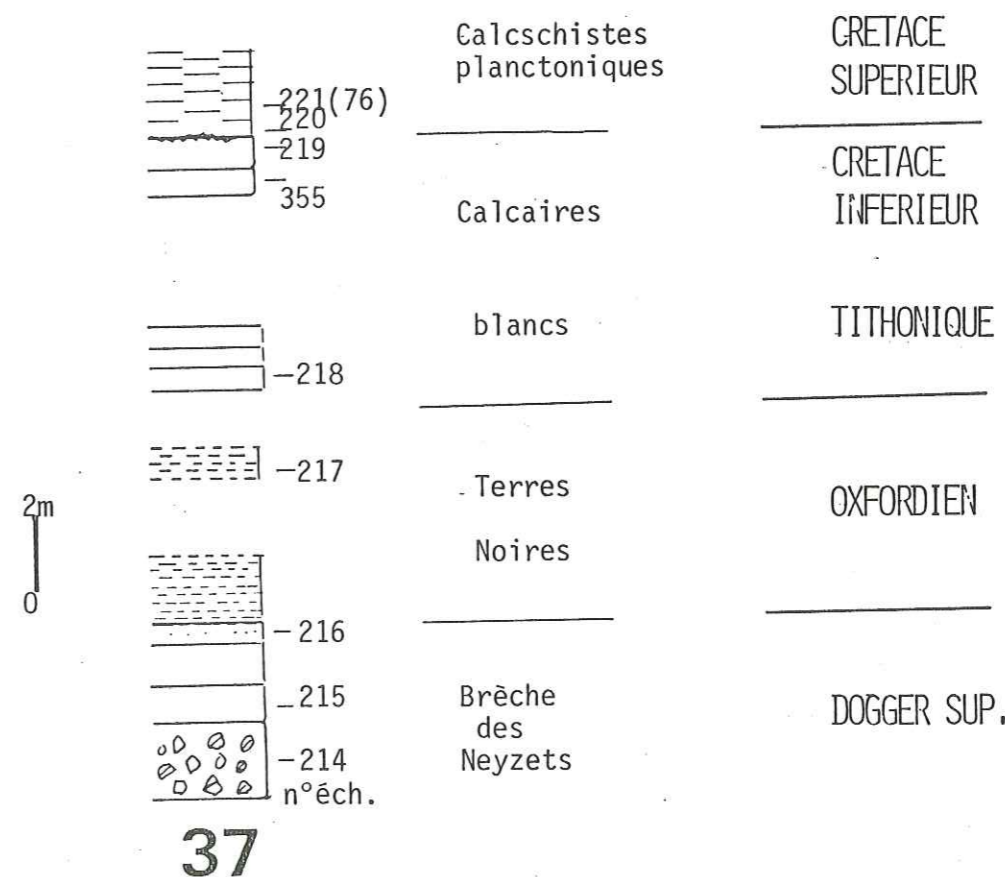 Calcschistes
planctoniques
CRETACE
SUPERIEUR
221(76)
220
219
355
CRETACE
INFERIEUR
Calcaires
blancs
TITHONIQUE
218
217
Terres
Noires
OXFORDIEN
2m
0
216
215
Brèche
des
Neyzets
DOGGER SUP.
214
n°éch.
37